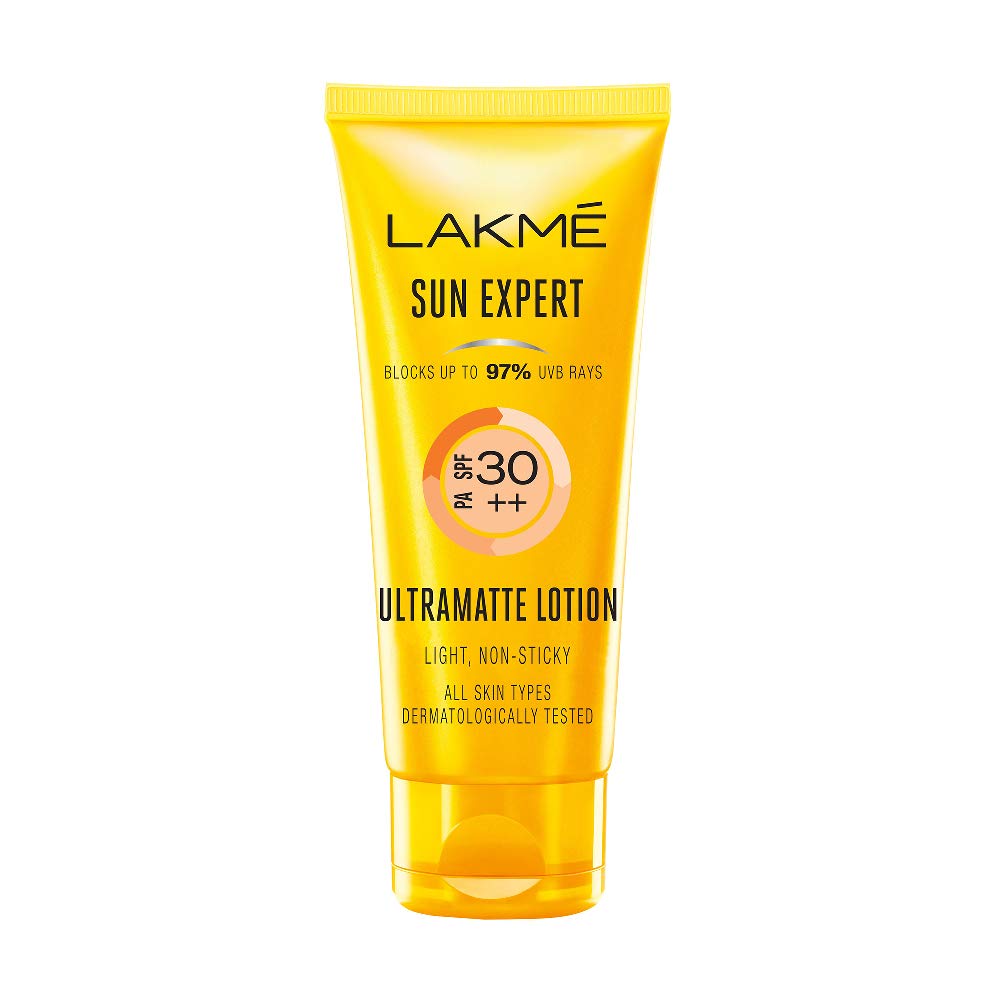 LAKMÉ
SUN EXPERT
BLOCKS UP TO 97% UVB RAYS
PA SPF 30
++
ULTRAMATTE LOTION
LIGHT, NON-STICKY
ALL SKIN TYPES
DERMATOLOGICALLY TESTED